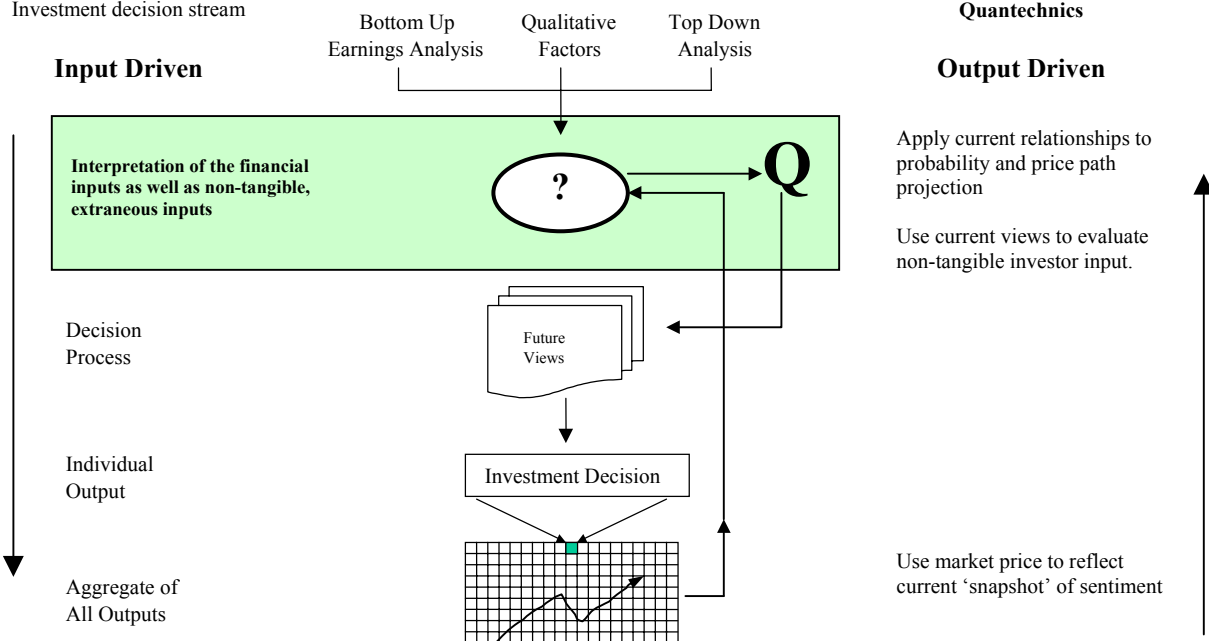 Investment decision stream
Quantechnics
Bottom Up
Earnings Analysis
Qualitative
Factors
Top Down
Analysis
Input Driven
Output Driven
Interpretation of the financial
inputs as well as non-tangible,
extraneous inputs
?
Q
Apply current relationships to
probability and price path
projection
Use current views to evaluate
non-tangible investor input.
Decision
Process
Future
Views
Individual
Output
Investment Decision
Aggregate of
All Outputs
Use market price to reflect
current ‘snapshot’ of sentiment